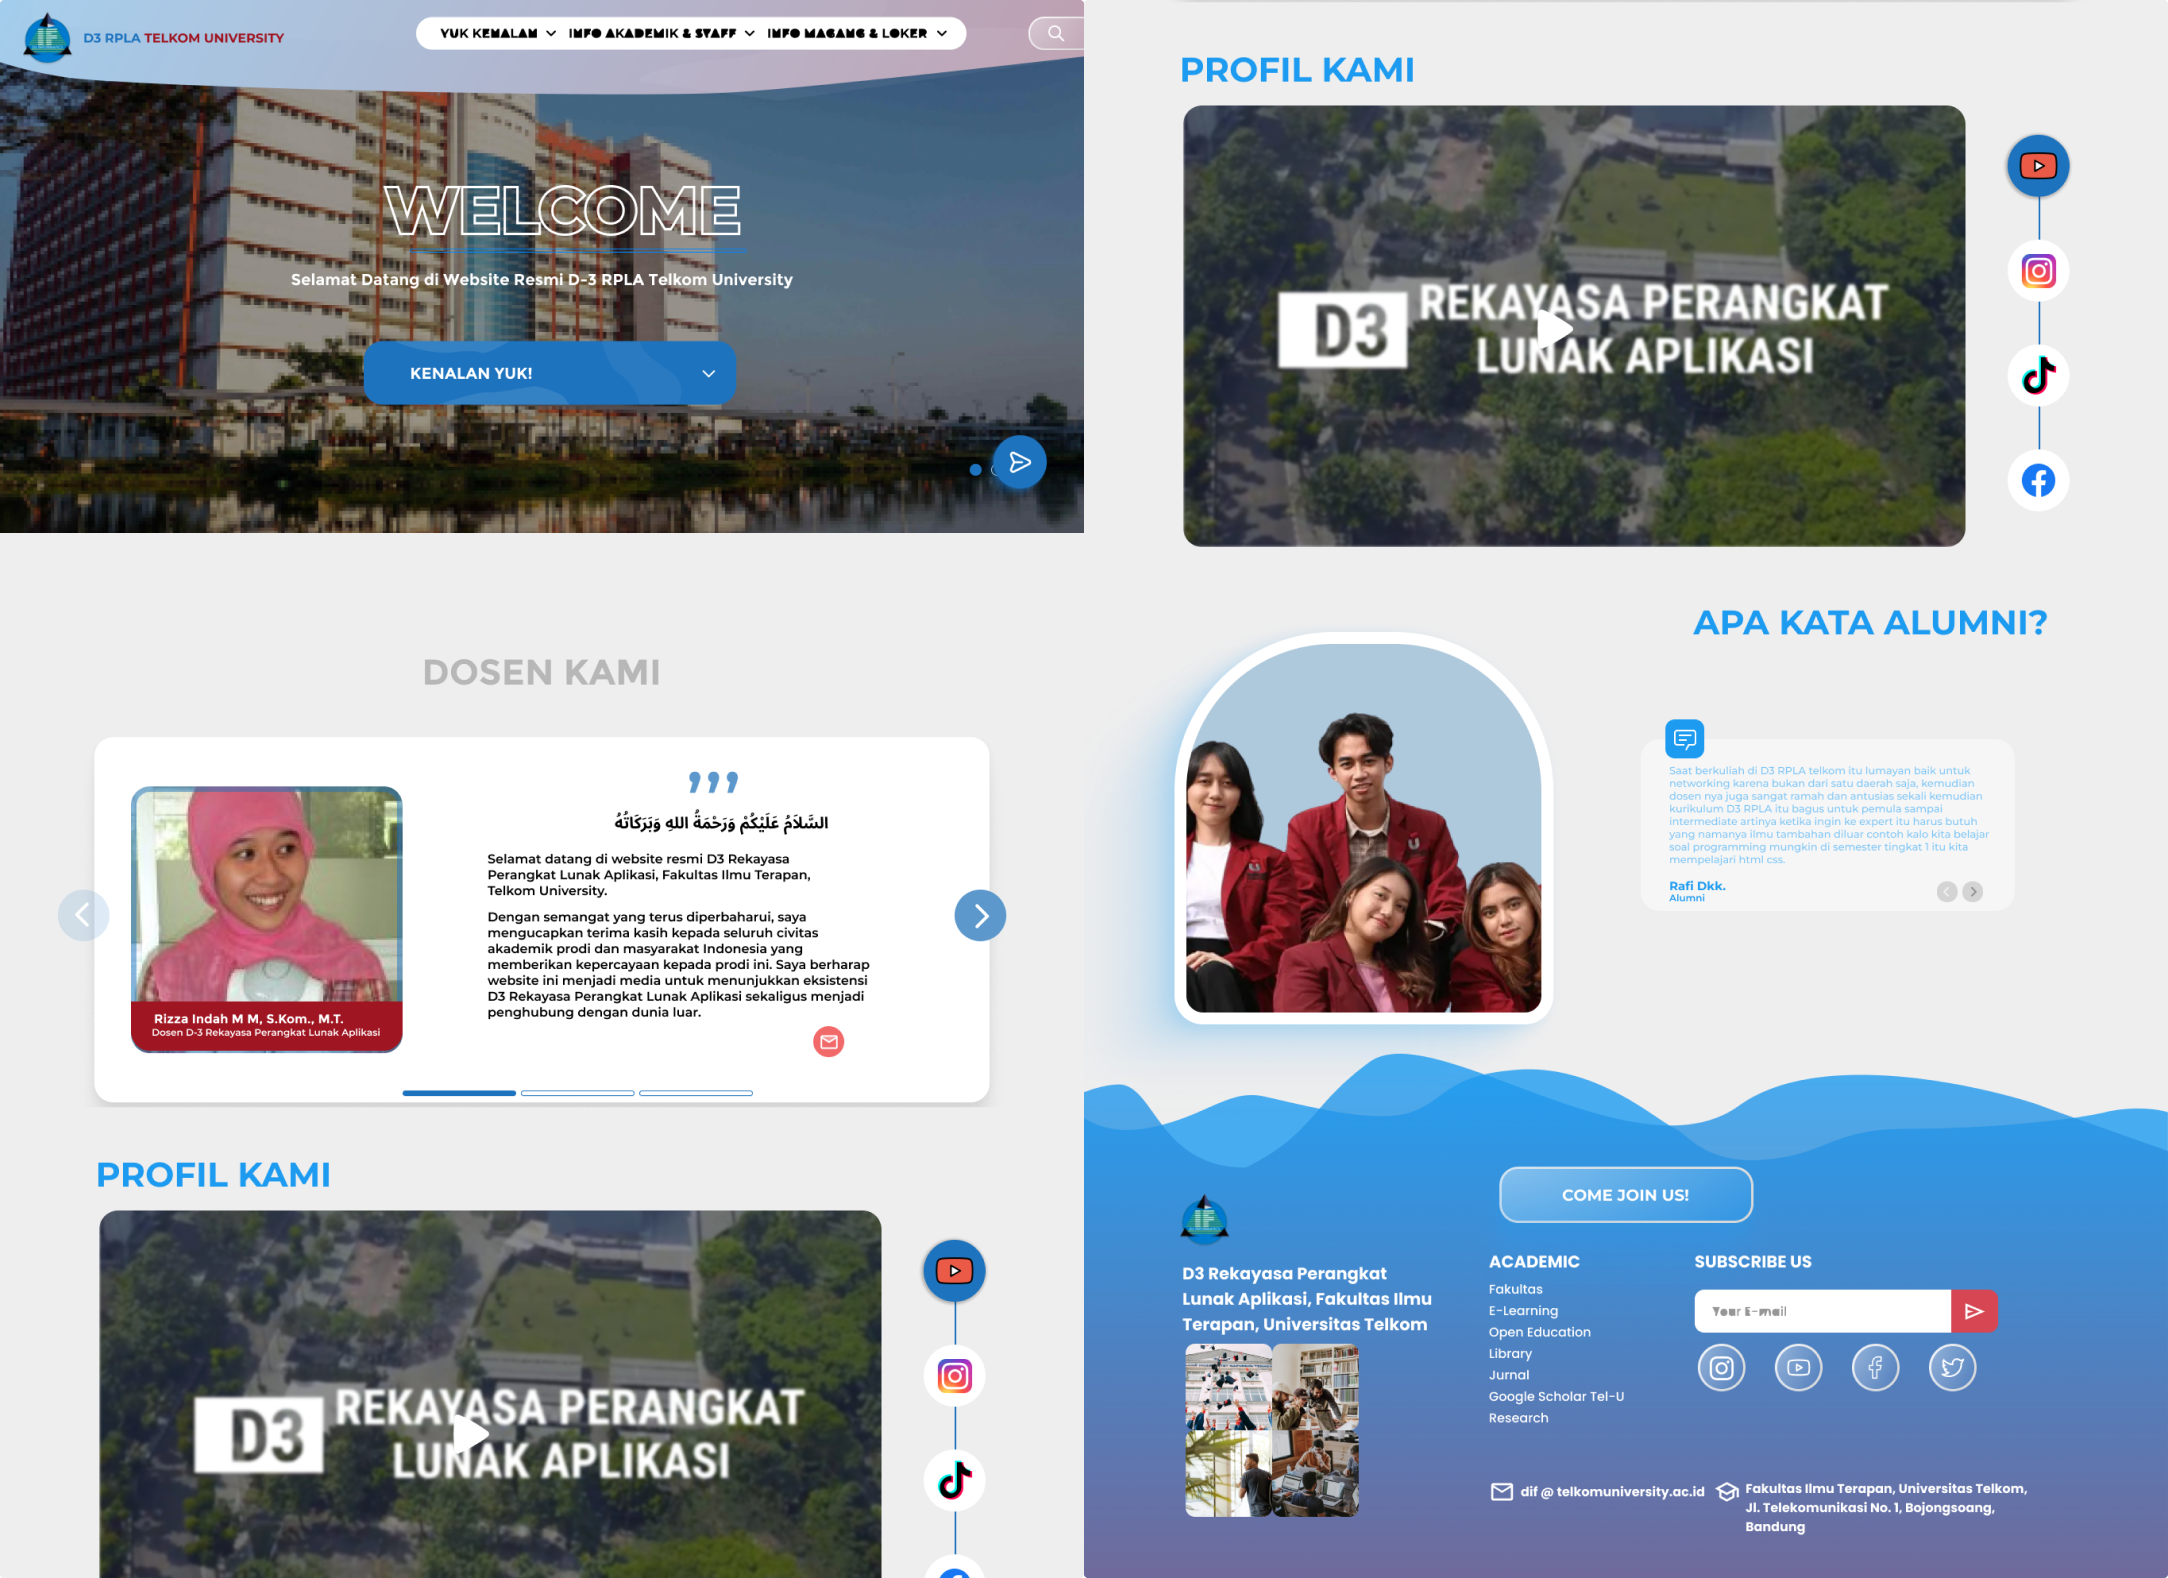 D3 RPLA TELKOM UNIVERSITY
YUK KENALAN
INFO AKADEMIK & STAFF
INFO MAGANG & LOKER
WELCOME
Selamat Datang di Website Resmi D-3 RPLA Telkom University
KENALAN YUK!
DOSEN KAMI
السَّلاَمُ عَلَيْكُمْ وَرَحْمَةُ اللهِ وَبَرَكَاتُهُ
Selamat datang di website resmi D3 Rekayasa
Perangkat Lunak Aplikasi, Fakultas Ilmu Terapan,
Telkom University.
Dengan semangat yang terus diperbaharui, saya
mengucapkan terima kasih kepada seluruh civitas
akademik prodi dan masyarakat Indonesia yang
memberikan kepercayaan kepada prodi ini. Saya berharap
website ini menjadi media untuk menunjukkan eksistensi
D3 Rekayasa Perangkat Lunak Aplikasi sekaligus menjadi
penghubung dengan dunia luar.
Rizza Indah M M, S.Kom., M.T.
Dosen D-3 Rekayasa Perangkat Lunak Aplikasi
PROFIL KAMI
D3 REKAYASA PERANGKAT
LUNAK APLIKASI
PROFIL KAMI
D3 REKAYASA PERANGKAT
LUNAK APLIKASI
APA KATA ALUMNI?
Saat berkuliah di D3 RPLA telkom itu lumayan baik untuk
networking karena bukan dari satu daerah saja, kemudian
dosen nya juga sangat ramah dan antusias sekali kemudian
kurikulum D3 RPLA itu bagus untuk pemula sampai
intermediate artinya ketika ingin ke expert itu harus butuh
yang namanya ilmu tambahan diluar contoh kalo kita belajar
soal programming mungkin di semester tingkat 1 itu kita
mempelajari html css.
Rafi Dkk.
Alumni
COME JOIN US!
D3 Rekayasa Perangkat
Lunak Aplikasi, Fakultas Ilmu
Terapan, Universitas Telkom
ACADEMIC
Fakultas
E-Learning
Open Education
Library
Jurnal
Google Scholar Tel-U
Research
SUBSCRIBE US
Your E-mail
dif @ telkomuniversity.ac.id
Fakultas Ilmu Terapan, Universitas Telkom,
Jl. Telekomunikasi No. 1, Bojongsoang,
Bandung